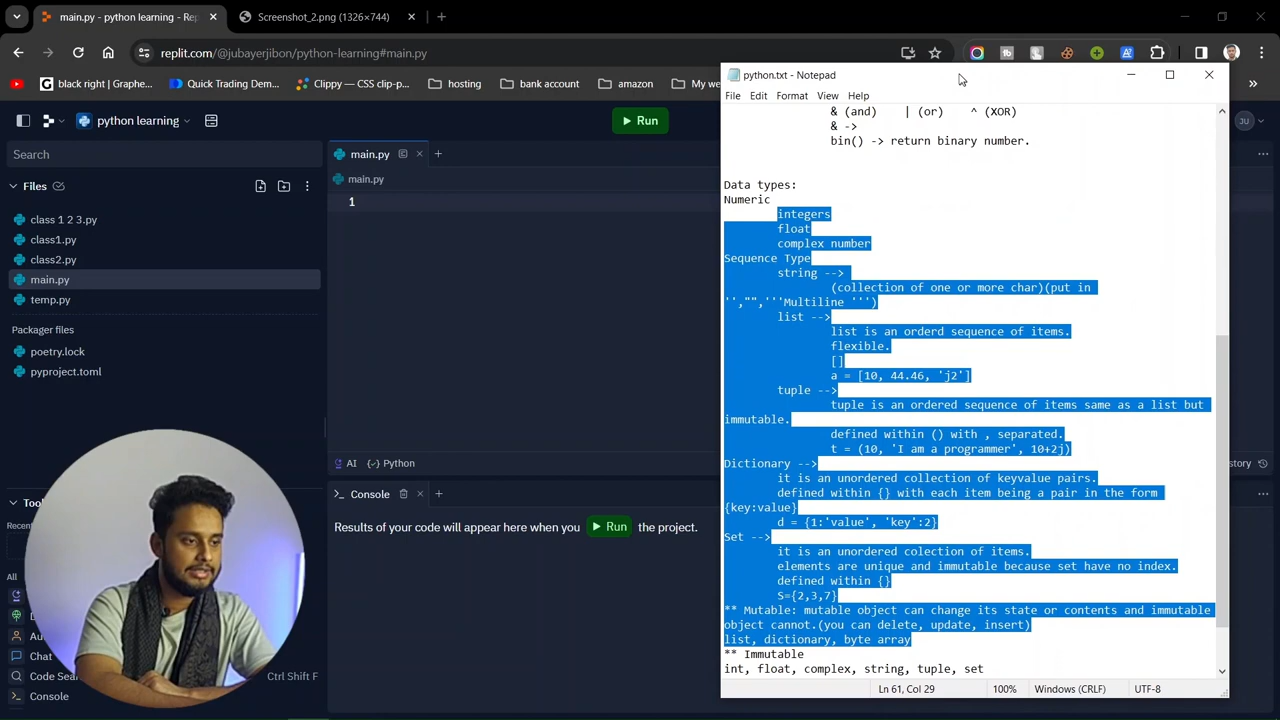 main.py - python learning - Rep
Screenshot_2.png (1326×744)
replit.com/@jubayerjibon/python-learning#main.py
black right | Grapheg...
Quick Trading Dem...
Clippy — CSS clip-p...
hosting
bank account
amazon
My we
python learning
Run
JU
Search
Files
class 1 2 3.py
class1.py
class2.py
main.py
temp.py
Packager files
poetry.lock
pyproject.toml
Tool
Recen
All
Au
Chat
Code Sear
Ctrl Shift F
Console
main.py
main.py
1
AI {..} Python
story
Console
Results of your code will appear here when you Run the project.
python.txt - Notepad
File Edit Format View Help
& (and) | (or) ^ (XOR)
& ->
bin() -> return binary number.
Data types:
Numeric
integers
float
complex number
Sequence Type
string -->
(collection of one or more char)(put in
'',"",'''Multiline ''')
list -->
list is an orderd sequence of items.
flexible.
[]
a = [10, 44.46, 'j2']
tuple -->
tuple is an ordered sequence of items same as a list but
immutable.
defined within () with , separated.
t = (10, 'I am a programmer', 10+2j)
Dictionary -->
it is an unordered collection of keyvalue pairs.
defined within {} with each item being a pair in the form
{key:value}
d = {1:'value', 'key':2}
Set -->
it is an unordered colection of items.
elements are unique and immutable because set have no index.
defined within {}
S={2,3,7}
** Mutable: mutable object can change its state or contents and immutable
object cannot.(you can delete, update, insert)
list, dictionary, byte array
** Immutable
int, float, complex, string, tuple, set
Ln 61, Col 29
100%
Windows (CRLF)
UTF-8